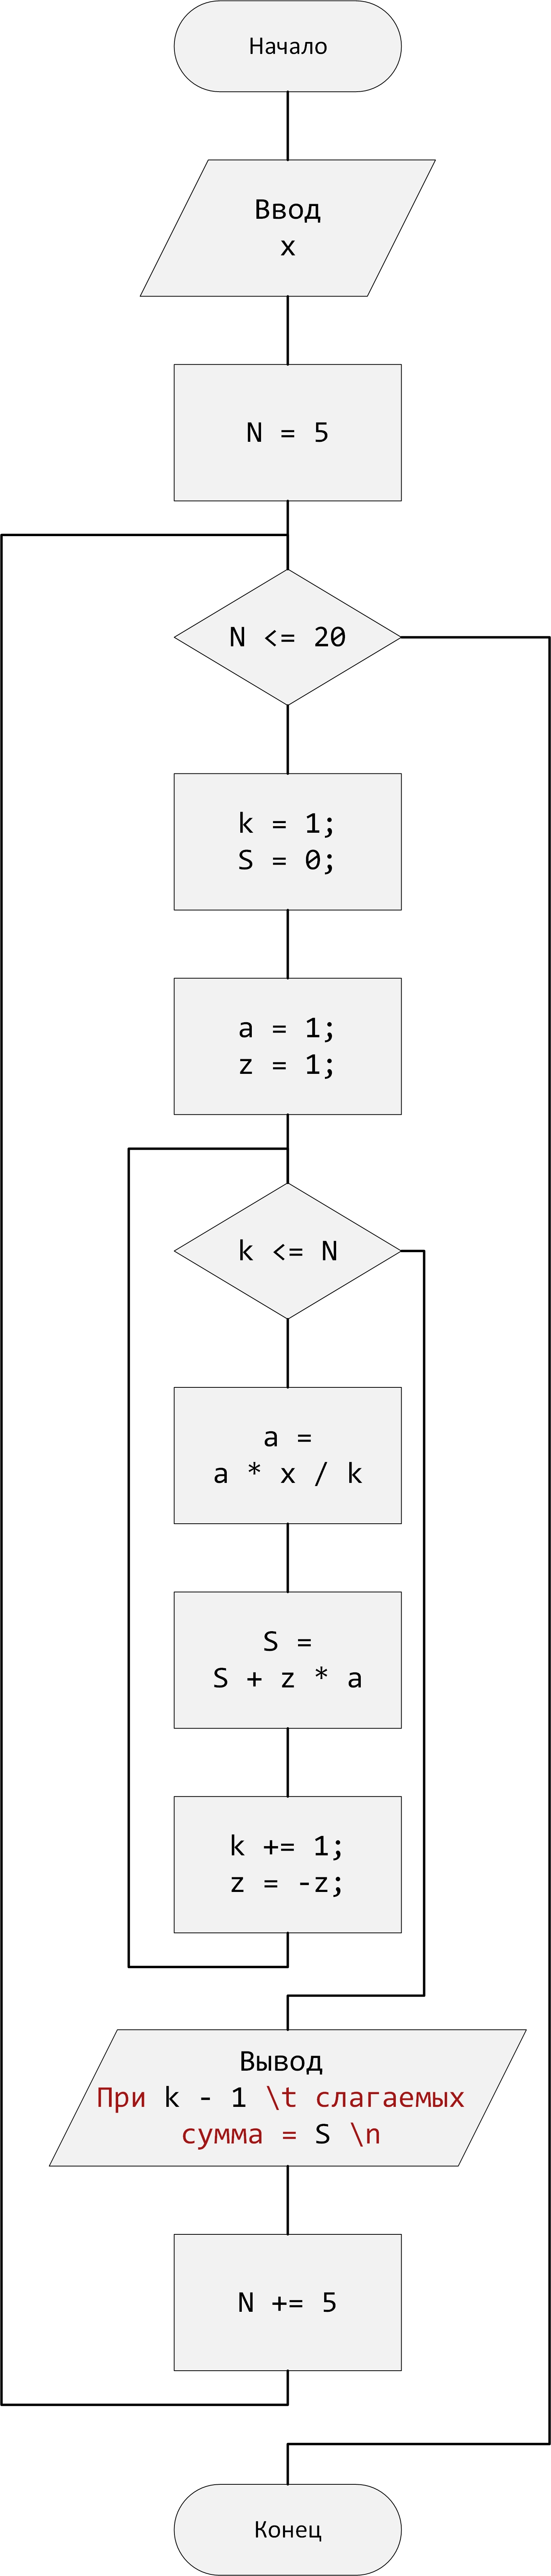 Начало
Ввод
x
N = 5
N <= 20
k = 1;
S = 0;
a = 1;
z = 1;
k <= N
a =
a * x / k
S =
S + z * a
k += 1;
z = -z;
Вывод
При k - 1 \t слагаемых
сумма = S \n
N += 5
Конец